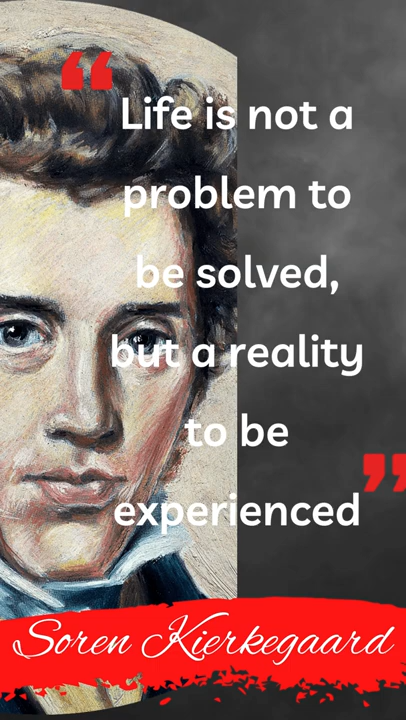 “
Life is not a
problem to
be solved,
but a reality
to be
experienced
”
Soren Kierkegaard